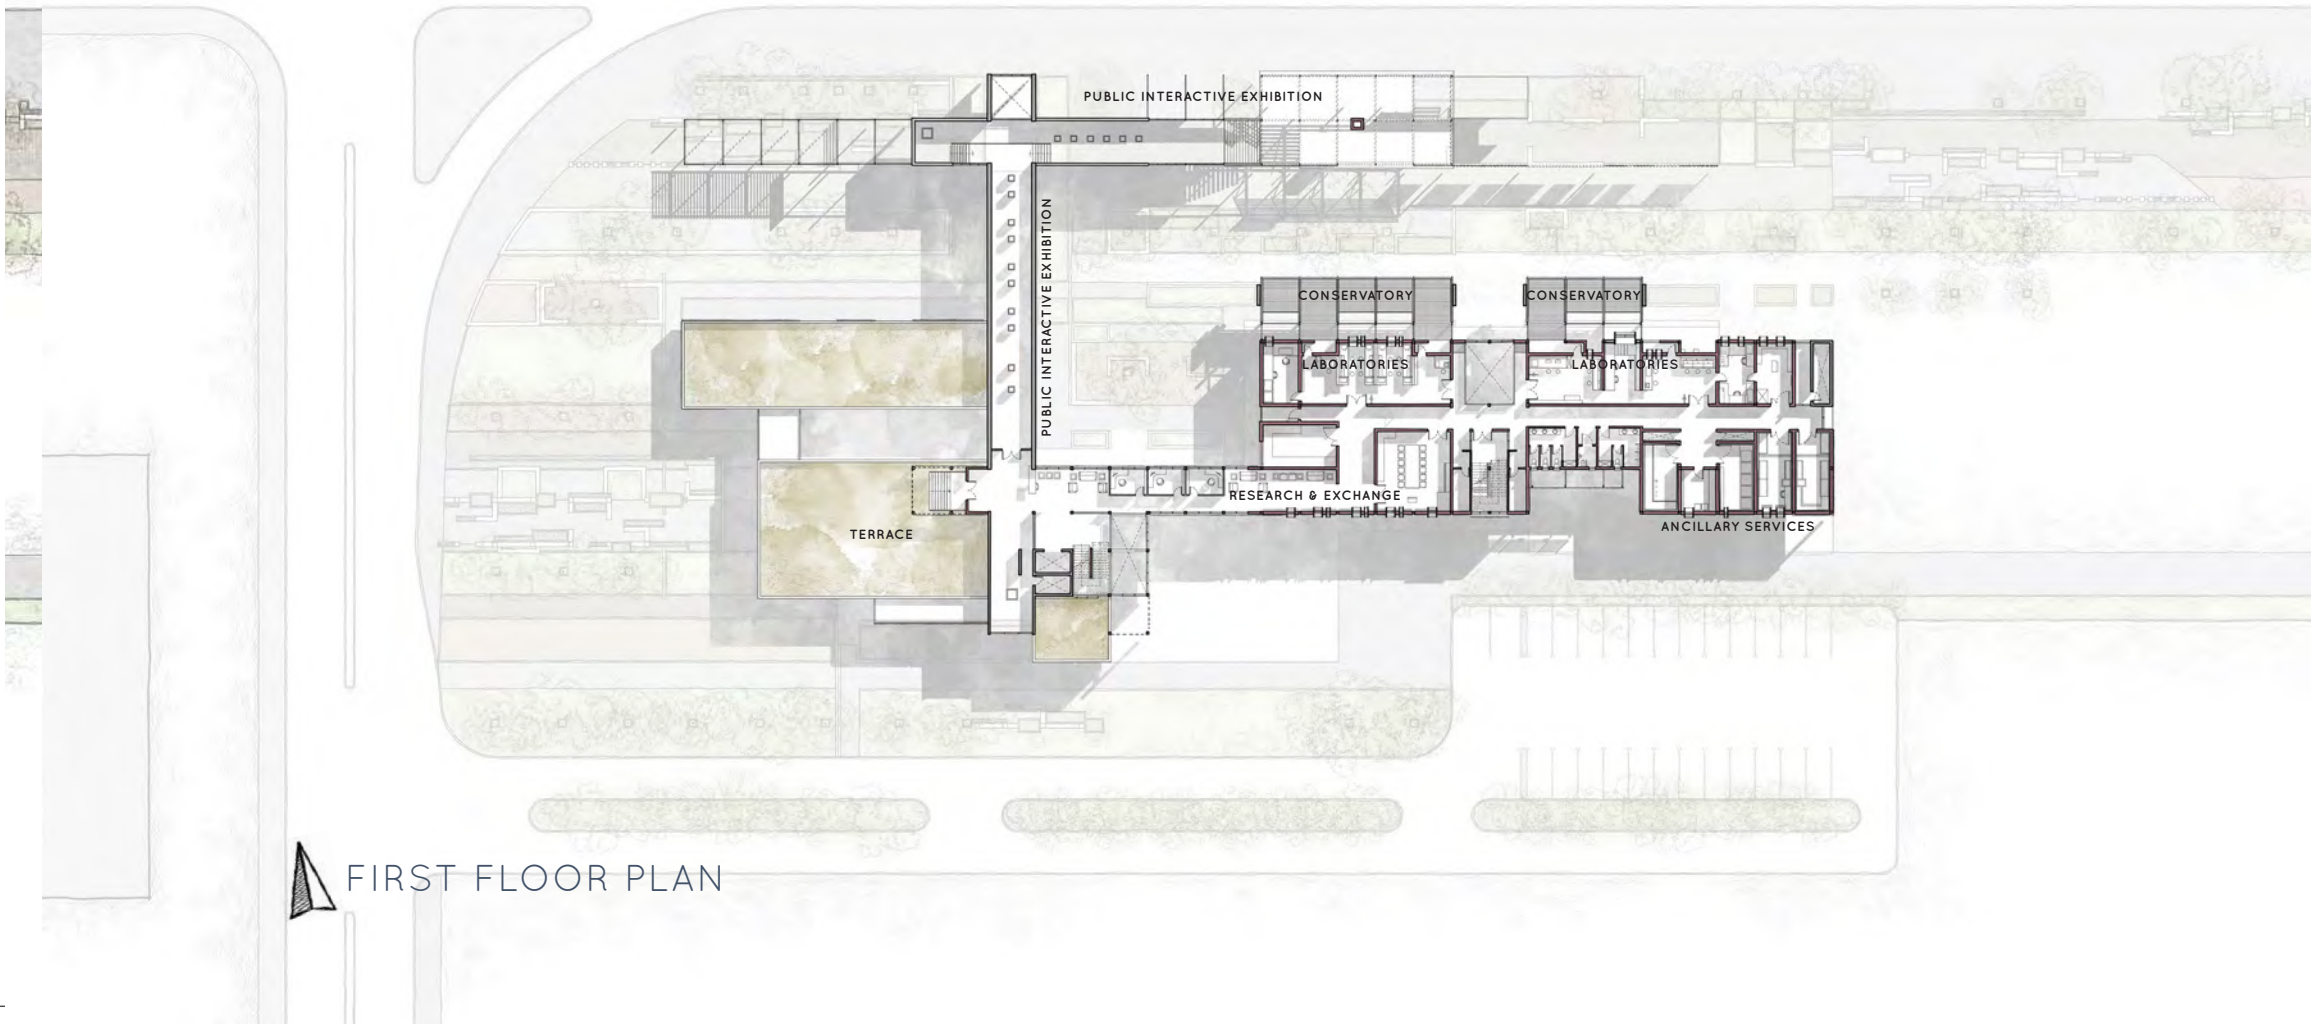 PUBLIC INTERACTIVE EXHIBITION
PUBLIC INTERACTIVE EXHIBITION
CONSERVATORY
CONSERVATORY
LABORATORIES
LABORATORIES
RESEARCH & EXCHANGE
ANCILLARY SERVICES
TERRACE
FIRST FLOOR PLAN